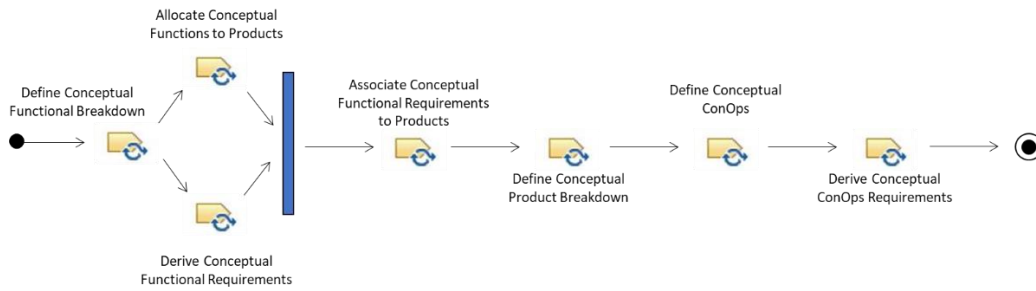 Allocate Conceptual
Functions to Products
Define Conceptual
Functional Breakdown
Derive Conceptual
Functional Requirements
Associate Conceptual
Functional Requirements
to Products
Define Conceptual
Product Breakdown
Define Conceptual
ConOps
Derive Conceptual
ConOps Requirements